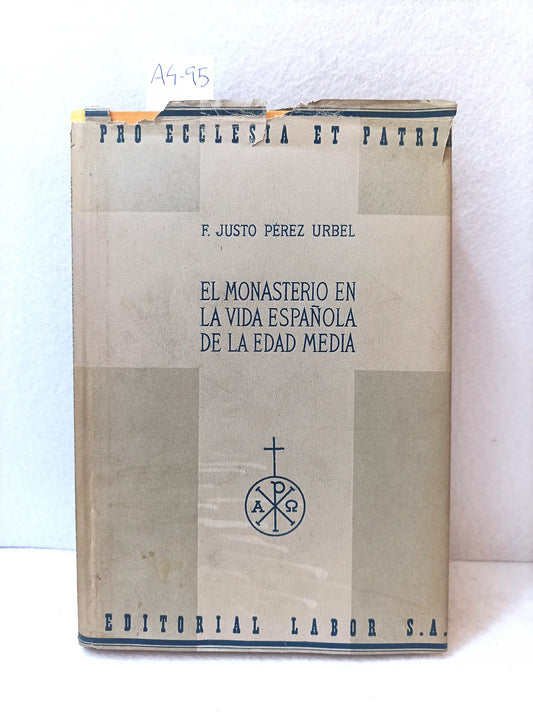 A4-95
PRO ECCLESIA ET PATRI
F. JUSTO PÉREZ URBEL
EL MONASTERIO EN
LA VIDA ESPAÑOLA
DE LA EDAD MEDIA
Α Ρ Ω
EDITORIAL LABOR S.A.